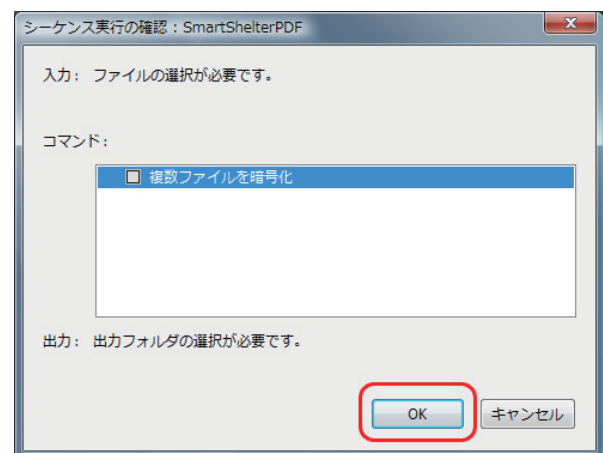 シーケンス実行の確認：SmartShelterPDF
入力： ファイルの選択が必要です。
コマンド：
複数ファイルを暗号化
出力： 出力フォルダの選択が必要です。
OK キャンセル